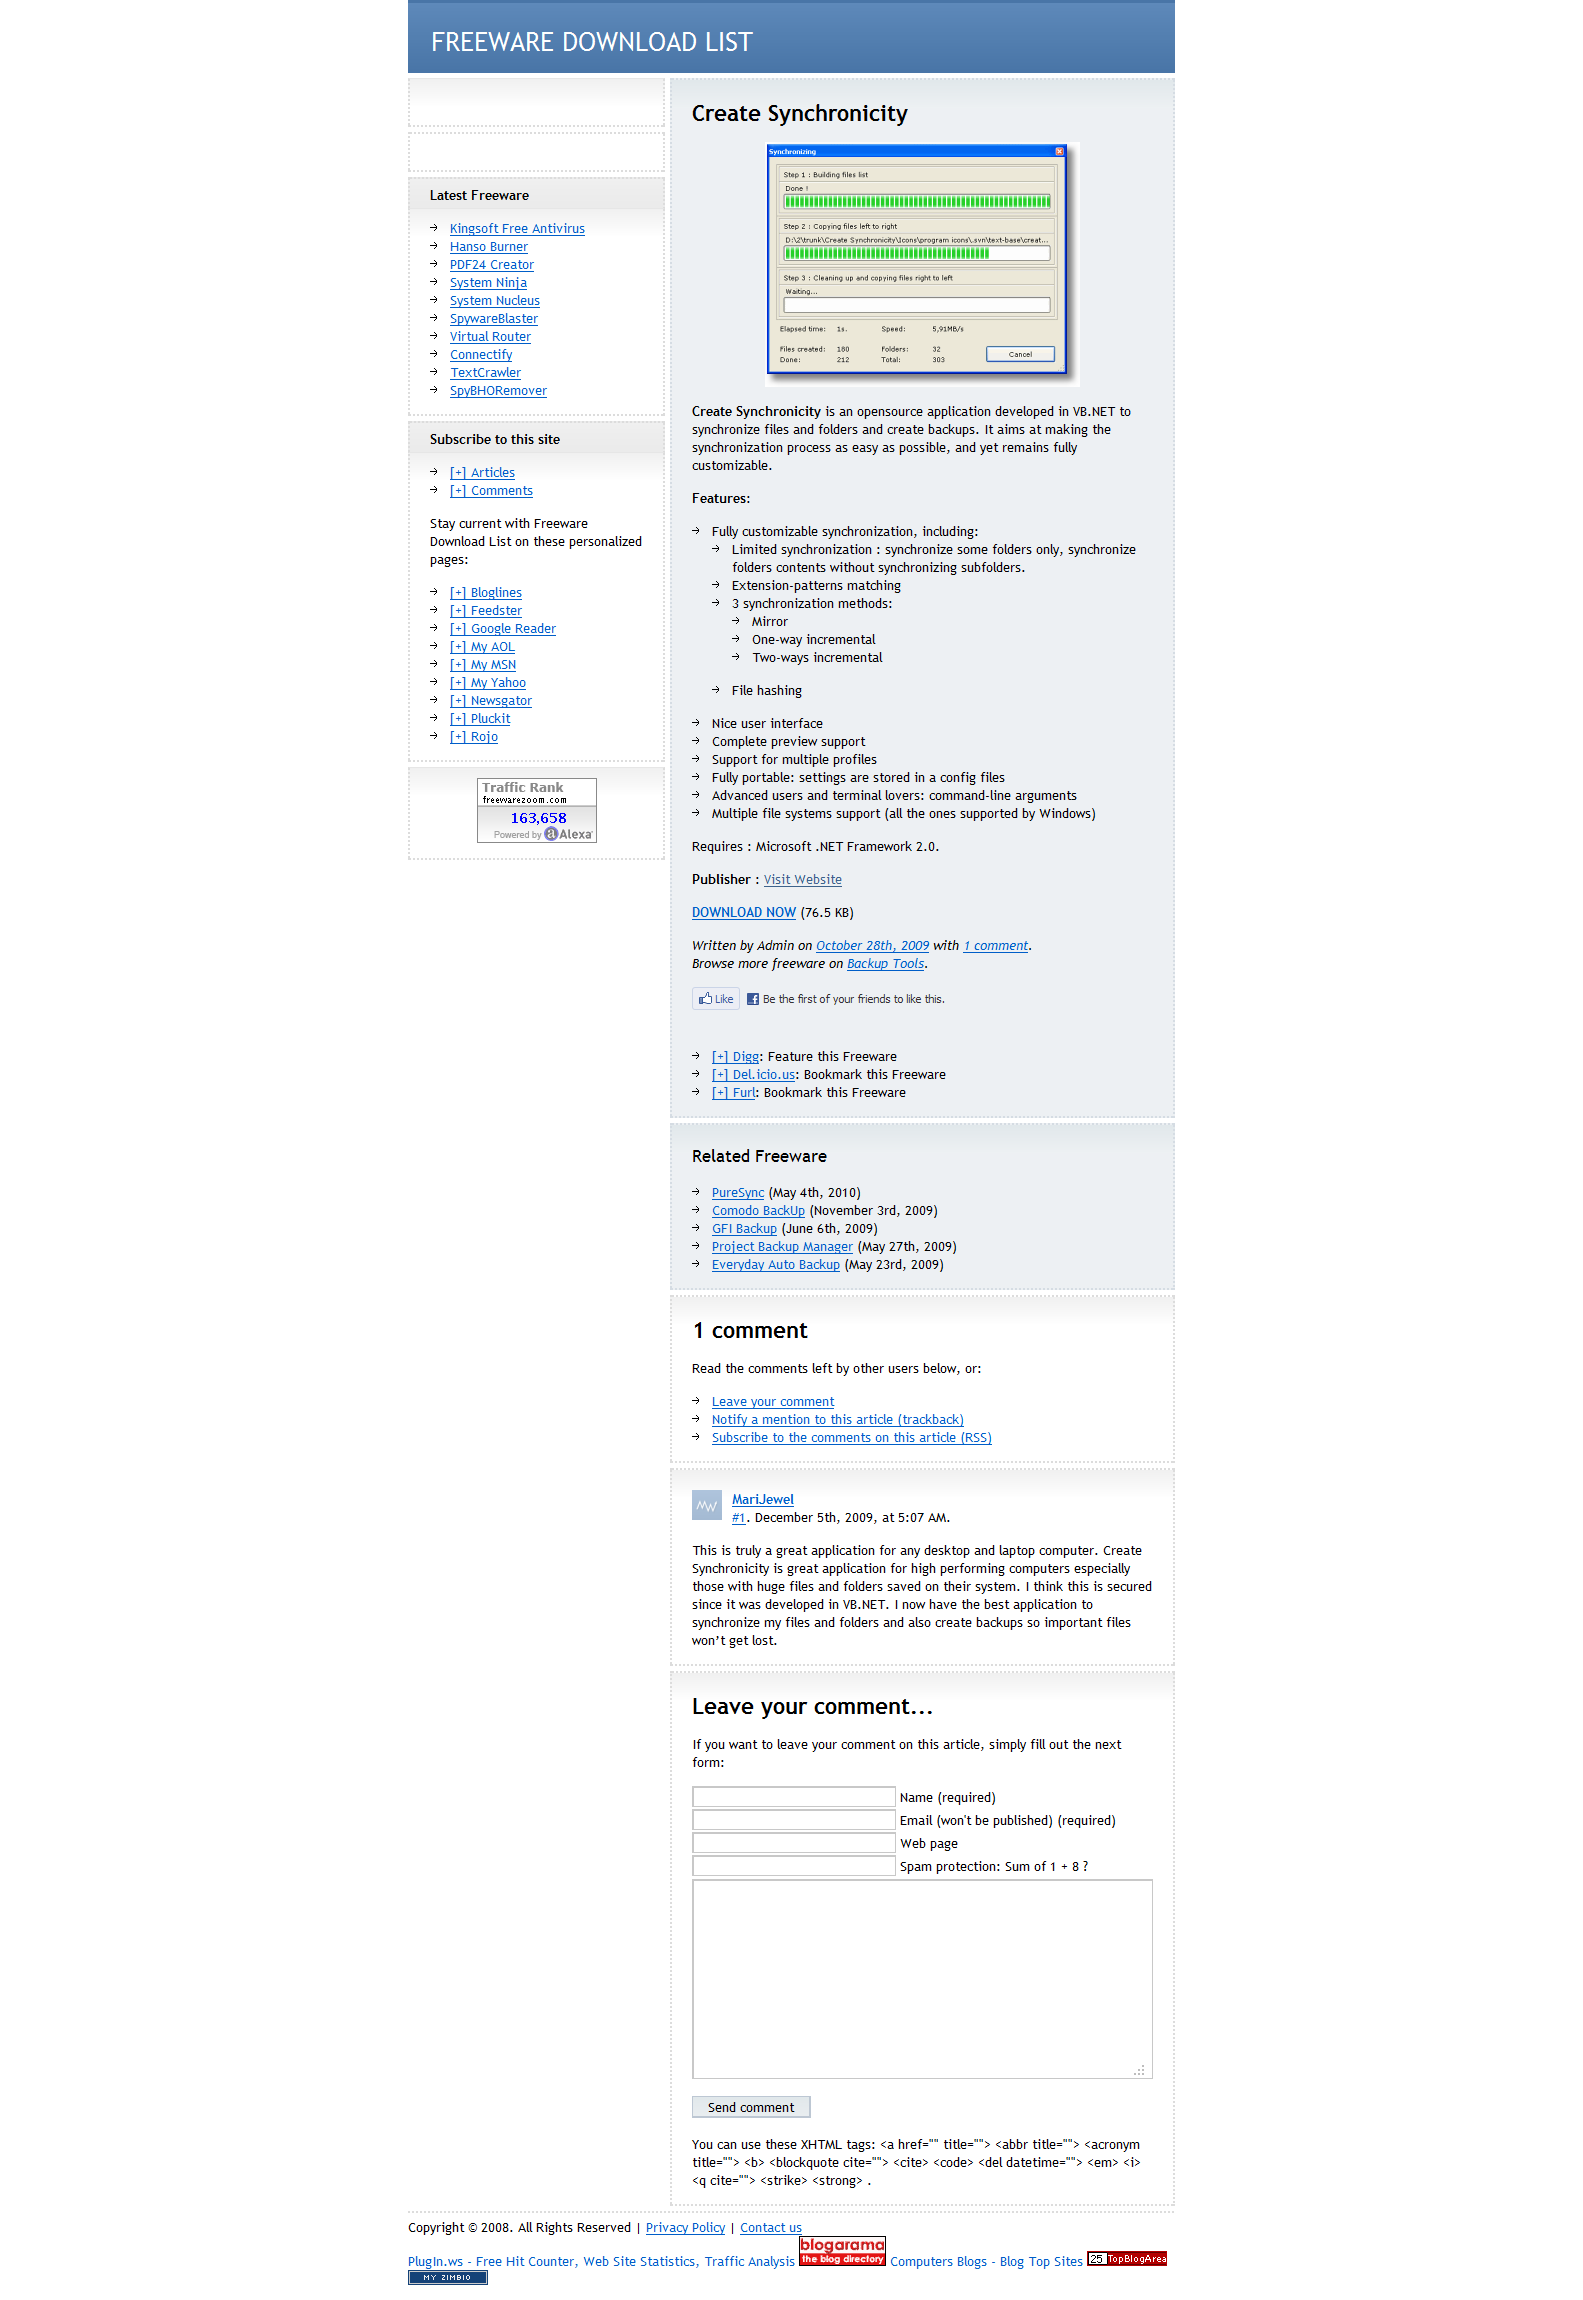 FREEWARE DOWNLOAD LIST
Latest Freeware
Kingsoft Free Antivirus
Hanso Burner
PDF24 Creator
System Ninja
System Nucleus
SpywareBlaster
Virtual Router
Connectify
TextCrawler
SpyBHORemover
Subscribe to this site
[+] Articles
[+] Comments
Stay current with Freeware
Download List on these personalized
pages:
[+] Bloglines
[+] Feedster
[+] Google Reader
[+] My AOL
[+] My MSN
[+] My Yahoo
[+] Newsgator
[+] Pluckit
[+] Rojo
Traffic Rank
freewarezoom.com
163,658
Powered by Alexa
Create Synchronicity
Synchronizing
Step 1 : Building files list
Done !
Step 2 : Copying files left to right
D:\2\trunk\Create Synchronicity\Icons\program icons\.svn\text-base\creat...
Step 3 : Cleaning up and copying files right to left
Waiting...
Elapsed time: 1s. Speed: 5,91MB/s
Files created: 180 Folders: 32
Done: 212 Total: 303
Cancel
Create Synchronicity is an opensource application developed in VB.NET to
synchronize files and folders and create backups. It aims at making the
synchronization process as easy as possible, and yet remains fully
customizable.
Features:
Fully customizable synchronization, including:
Limited synchronization : synchronize some folders only, synchronize
folders contents without synchronizing subfolders.
Extension-patterns matching
3 synchronization methods:
Mirror
One-way incremental
Two-ways incremental
File hashing
Nice user interface
Complete preview support
Support for multiple profiles
Fully portable: settings are stored in a config files
Advanced users and terminal lovers: command-line arguments
Multiple file systems support (all the ones supported by Windows)
Requires : Microsoft .NET Framework 2.0.
Publisher : Visit Website
DOWNLOAD NOW (76.5 KB)
Written by Admin on October 28th, 2009 with 1 comment.
Browse more freeware on Backup Tools.
Like Be the first of your friends to like this.
[+] Digg: Feature this Freeware
[+] Del.icio.us: Bookmark this Freeware
[+] Furl: Bookmark this Freeware
Related Freeware
PureSync (May 4th, 2010)
Comodo BackUp (November 3rd, 2009)
GFI Backup (June 6th, 2009)
Project Backup Manager (May 27th, 2009)
Everyday Auto Backup (May 23rd, 2009)
1 comment
Read the comments left by other users below, or:
Leave your comment
Notify a mention to this article (trackback)
Subscribe to the comments on this article (RSS)
MariJewel
#1. December 5th, 2009, at 5:07 AM.
This is truly a great application for any desktop and laptop computer. Create
Synchronicity is great application for high performing computers especially
those with huge files and folders saved on their system. I think this is secured
since it was developed in VB.NET. I now have the best application to
synchronize my files and folders and also create backups so important files
won’t get lost.
Leave your comment...
If you want to leave your comment on this article, simply fill out the next
form:
Name (required)
Email (won't be published) (required)
Web page
Spam protection: Sum of 1 + 8 ?
Send comment
You can use these XHTML tags: <a href="" title=""> <abbr title=""> <acronym
title=""> <b> <blockquote cite=""> <cite> <code> <del datetime=""> <em> <i>
<q cite=""> <strike> <strong> .
Copyright © 2008. All Rights Reserved | Privacy Policy | Contact us
PlugIn.ws - Free Hit Counter, Web Site Statistics, Traffic Analysis blogarama the blog directory Computers Blogs - Blog Top Sites 25 TopBlogArea
MY ZIMBIO